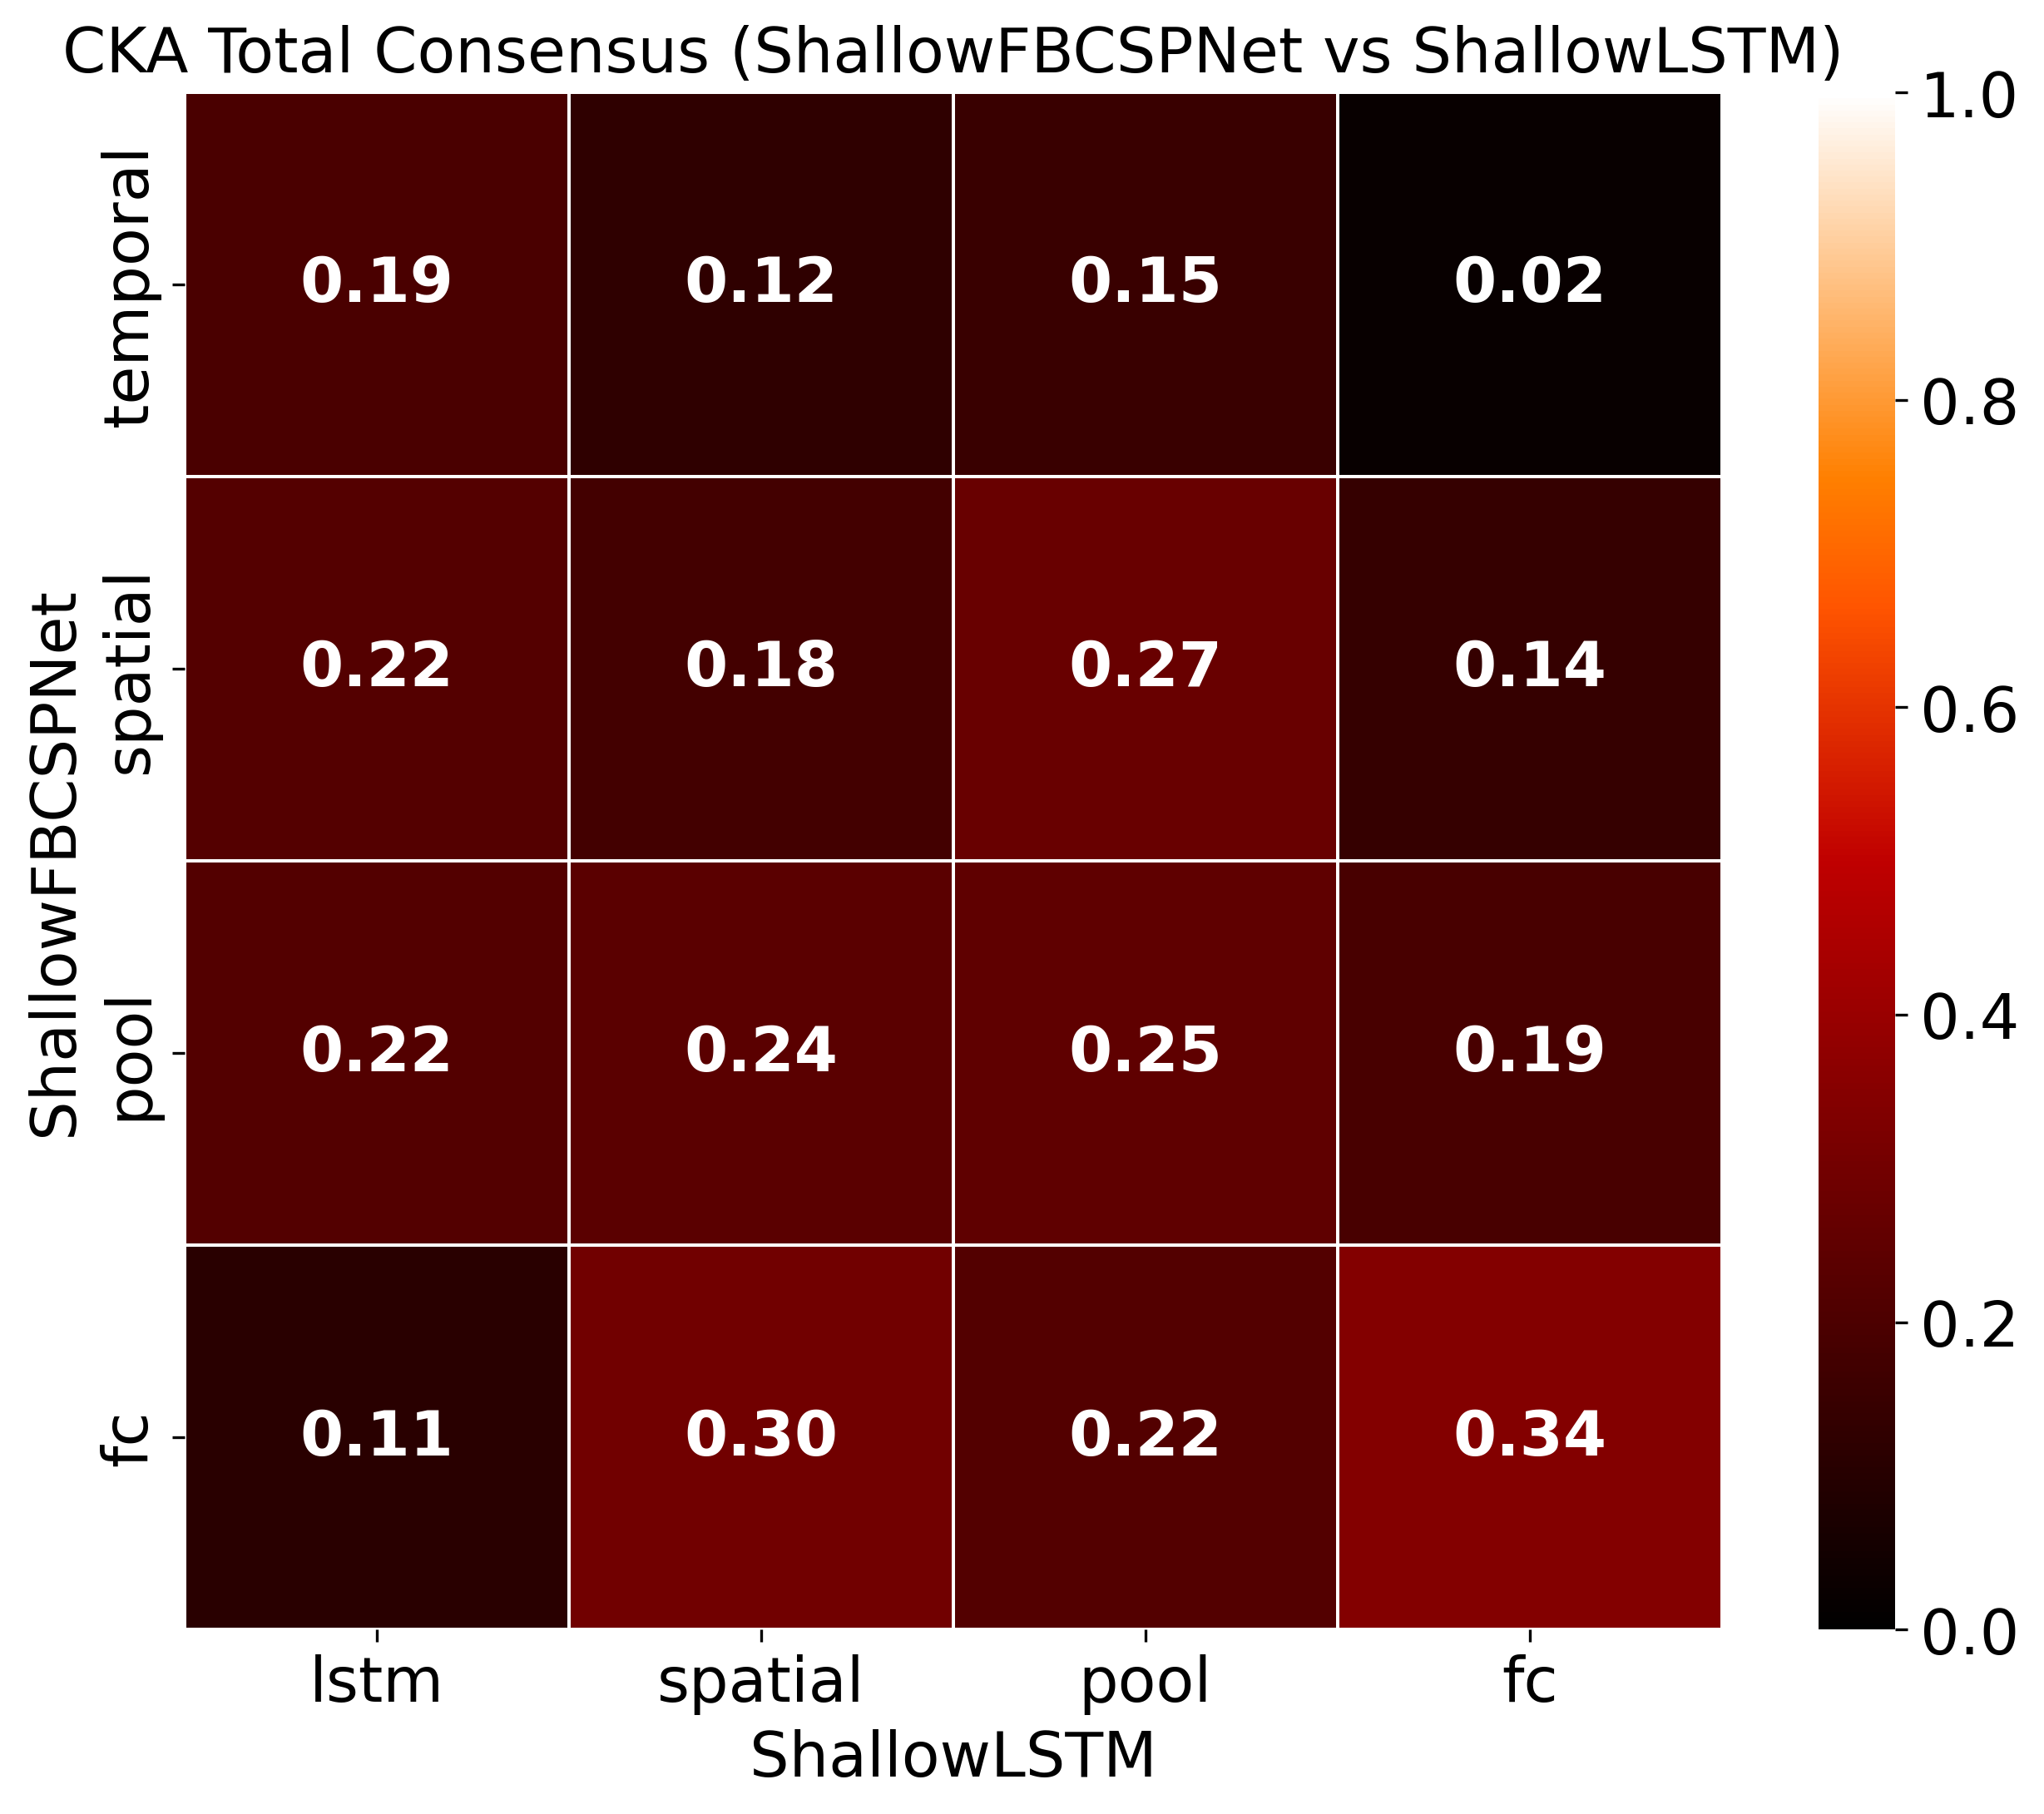 CKA Total Consensus (ShallowFBCSPNet vs ShallowLSTM)
ShallowFBCSPNet
temporal
0.19 0.12 0.15 0.02
spatial
0.22 0.18 0.27 0.14
pool
0.22 0.24 0.25 0.19
fc
0.11 0.30 0.22 0.34
lstm spatial pool fc
ShallowLSTM
1.0
0.8
0.6
0.4
0.2
0.0